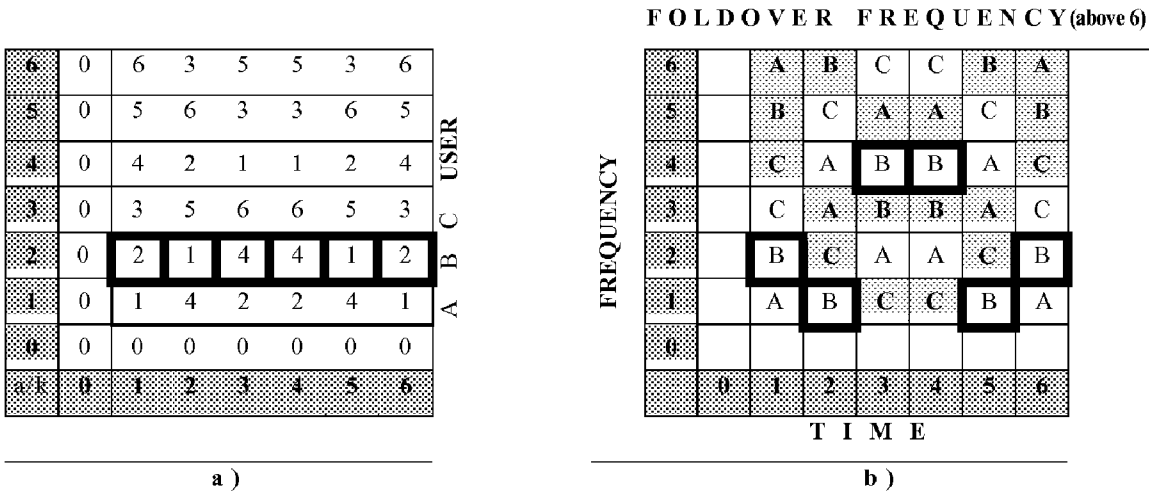 FOLDOVER FREQUENCY (above 6)
6 0 6 3 5 5 3 6
5 0 5 6 3 3 6 5
4 0 4 2 1 1 2 4
3 0 3 5 6 6 5 3
2 0 2 1 4 4 1 2
1 0 1 4 2 2 4 1
0 0 0 0 0 0 0 0
a/k 0 1 2 3 4 5 6
A B C USER
a )
FREQUENCY
6 A B C C B A
5 B C A A C B
4 C A B B A C
3 C A B B A C
2 B C A A C B
1 A B C C B A
0
0 1 2 3 4 5 6
TIME
b )